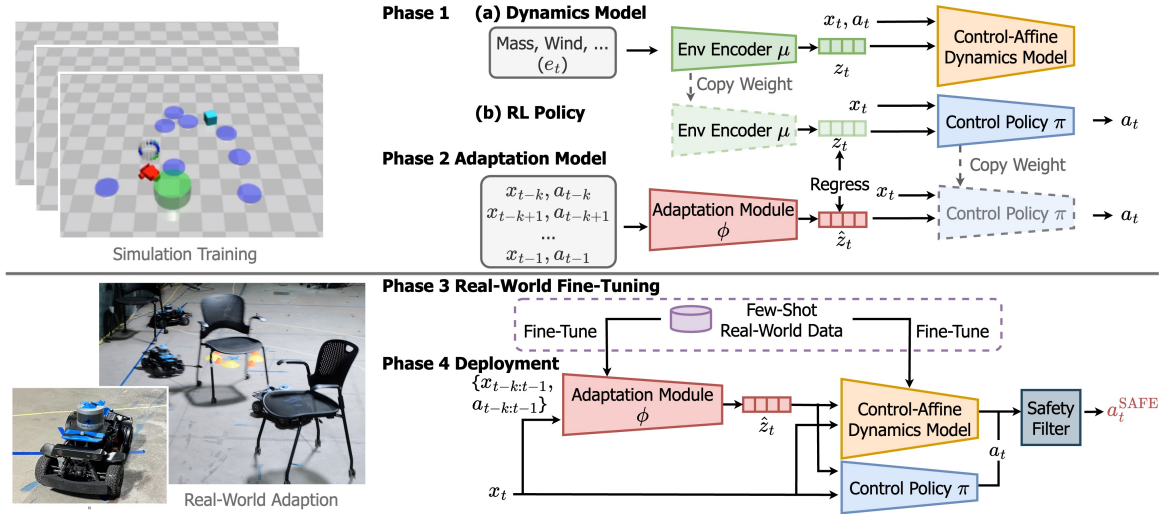 Phase 1
(a) Dynamics Model
Mass, Wind, ...
(e_t)
Env Encoder μ
z_t
x_t, a_t
Control-Affine
Dynamics Model
Copy Weight
(b) RL Policy
Env Encoder μ
z_t
x_t
Control Policy π
a_t
Phase 2 Adaptation Model
x_{t-k}, a_{t-k}
x_{t-k+1}, a_{t-k+1}
...
x_{t-1}, a_{t-1}
Adaptation Module
ϕ
Regress
ẑ_t
x_t
Copy Weight
Control Policy π
a_t
Simulation Training
Phase 3 Real-World Fine-Tuning
Few-Shot
Real-World Data
Fine-Tune
Fine-Tune
Phase 4 Deployment
{x_{t-k:t-1},
a_{t-k:t-1}}
Adaptation Module
ϕ
ẑ_t
Control-Affine
Dynamics Model
Control Policy π
a_t
Safety
Filter
a_t^{SAFE}
x_t
Real-World Adaption